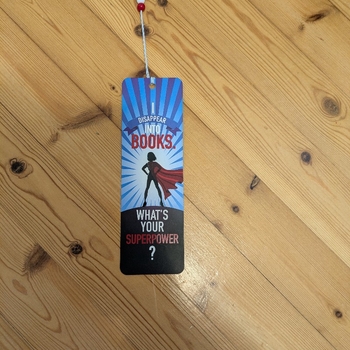 I
DISAPPEAR
INTO
BOOKS.
WHAT'S
YOUR
SUPERPOWER
?